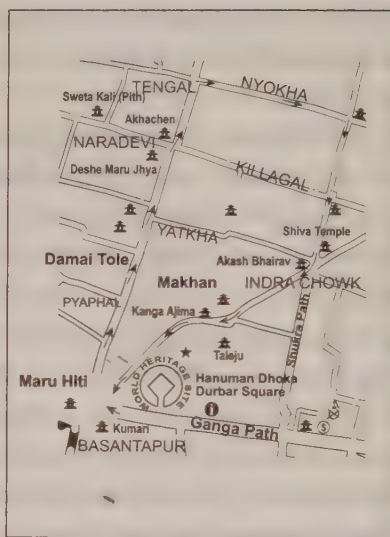 TENGAL
NYOKHA
Sweta Kali (Pith)
Akhachen
NARADEVI
Deshe Maru Jhya
KILLAGAL
YATKHA
Shiva Temple
Damai Tole
Akash Bhairav
Makhan
INDRA CHOWK
PYAPHAL
Kanga Ajima
Shukra Path
Taleju
WORLD HERITAGE SITE
Maru Hiti
Hanuman Dhoka
Durbar Square
Kumari
Ganga Path
BASANTAPUR
i
$